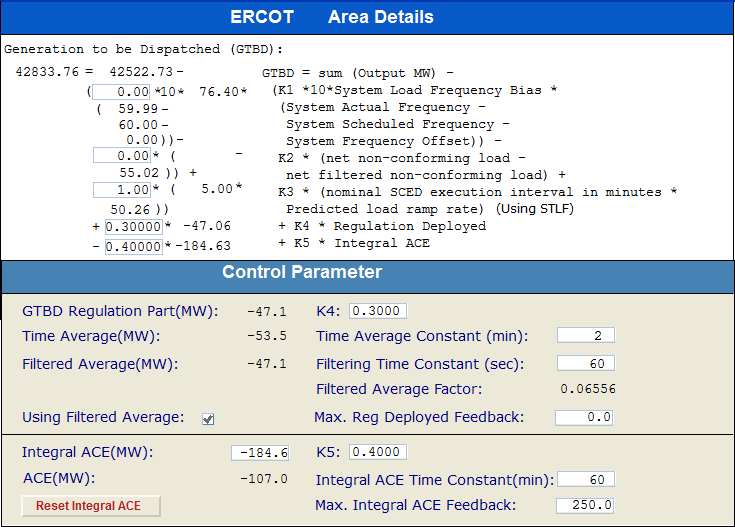 ERCOT Area Details
Generation to be Dispatched (GTBD):
42833.76 = 42522.73 - GTBD = sum (Output MW) -
( 0.00 *10* 76.40 * (K1 *10*System Load Frequency Bias *
( 59.99 - (System Actual Frequency -
60.00 - System Scheduled Frequency -
0.00 )) - System Frequency Offset)) -
0.00 * ( - K2 * (net non-conforming load -
55.02 )) + net filtered non-conforming load) +
1.00 * ( 5.00 * K3 * (nominal SCED execution interval in minutes *
50.26 )) Predicted load ramp rate) (Using STLF)
+ 0.30000 * -47.06 + K4 * Regulation Deployed
- 0.40000 * -184.63 + K5 * Integral ACE
Control Parameter
GTBD Regulation Part(MW): -47.1 K4: 0.3000
Time Average(MW): -53.5 Time Average Constant (min): 2
Filtered Average(MW): -47.1 Filtering Time Constant (sec): 60
Filtered Average Factor: 0.06556
Using Filtered Average: Max. Reg Deployed Feedback: 0.0
Integral ACE(MW): -184.6 K5: 0.4000
ACE(MW): -107.0 Integral ACE Time Constant(min): 60
Reset Integral ACE Max. Integral ACE Feedback: 250.0